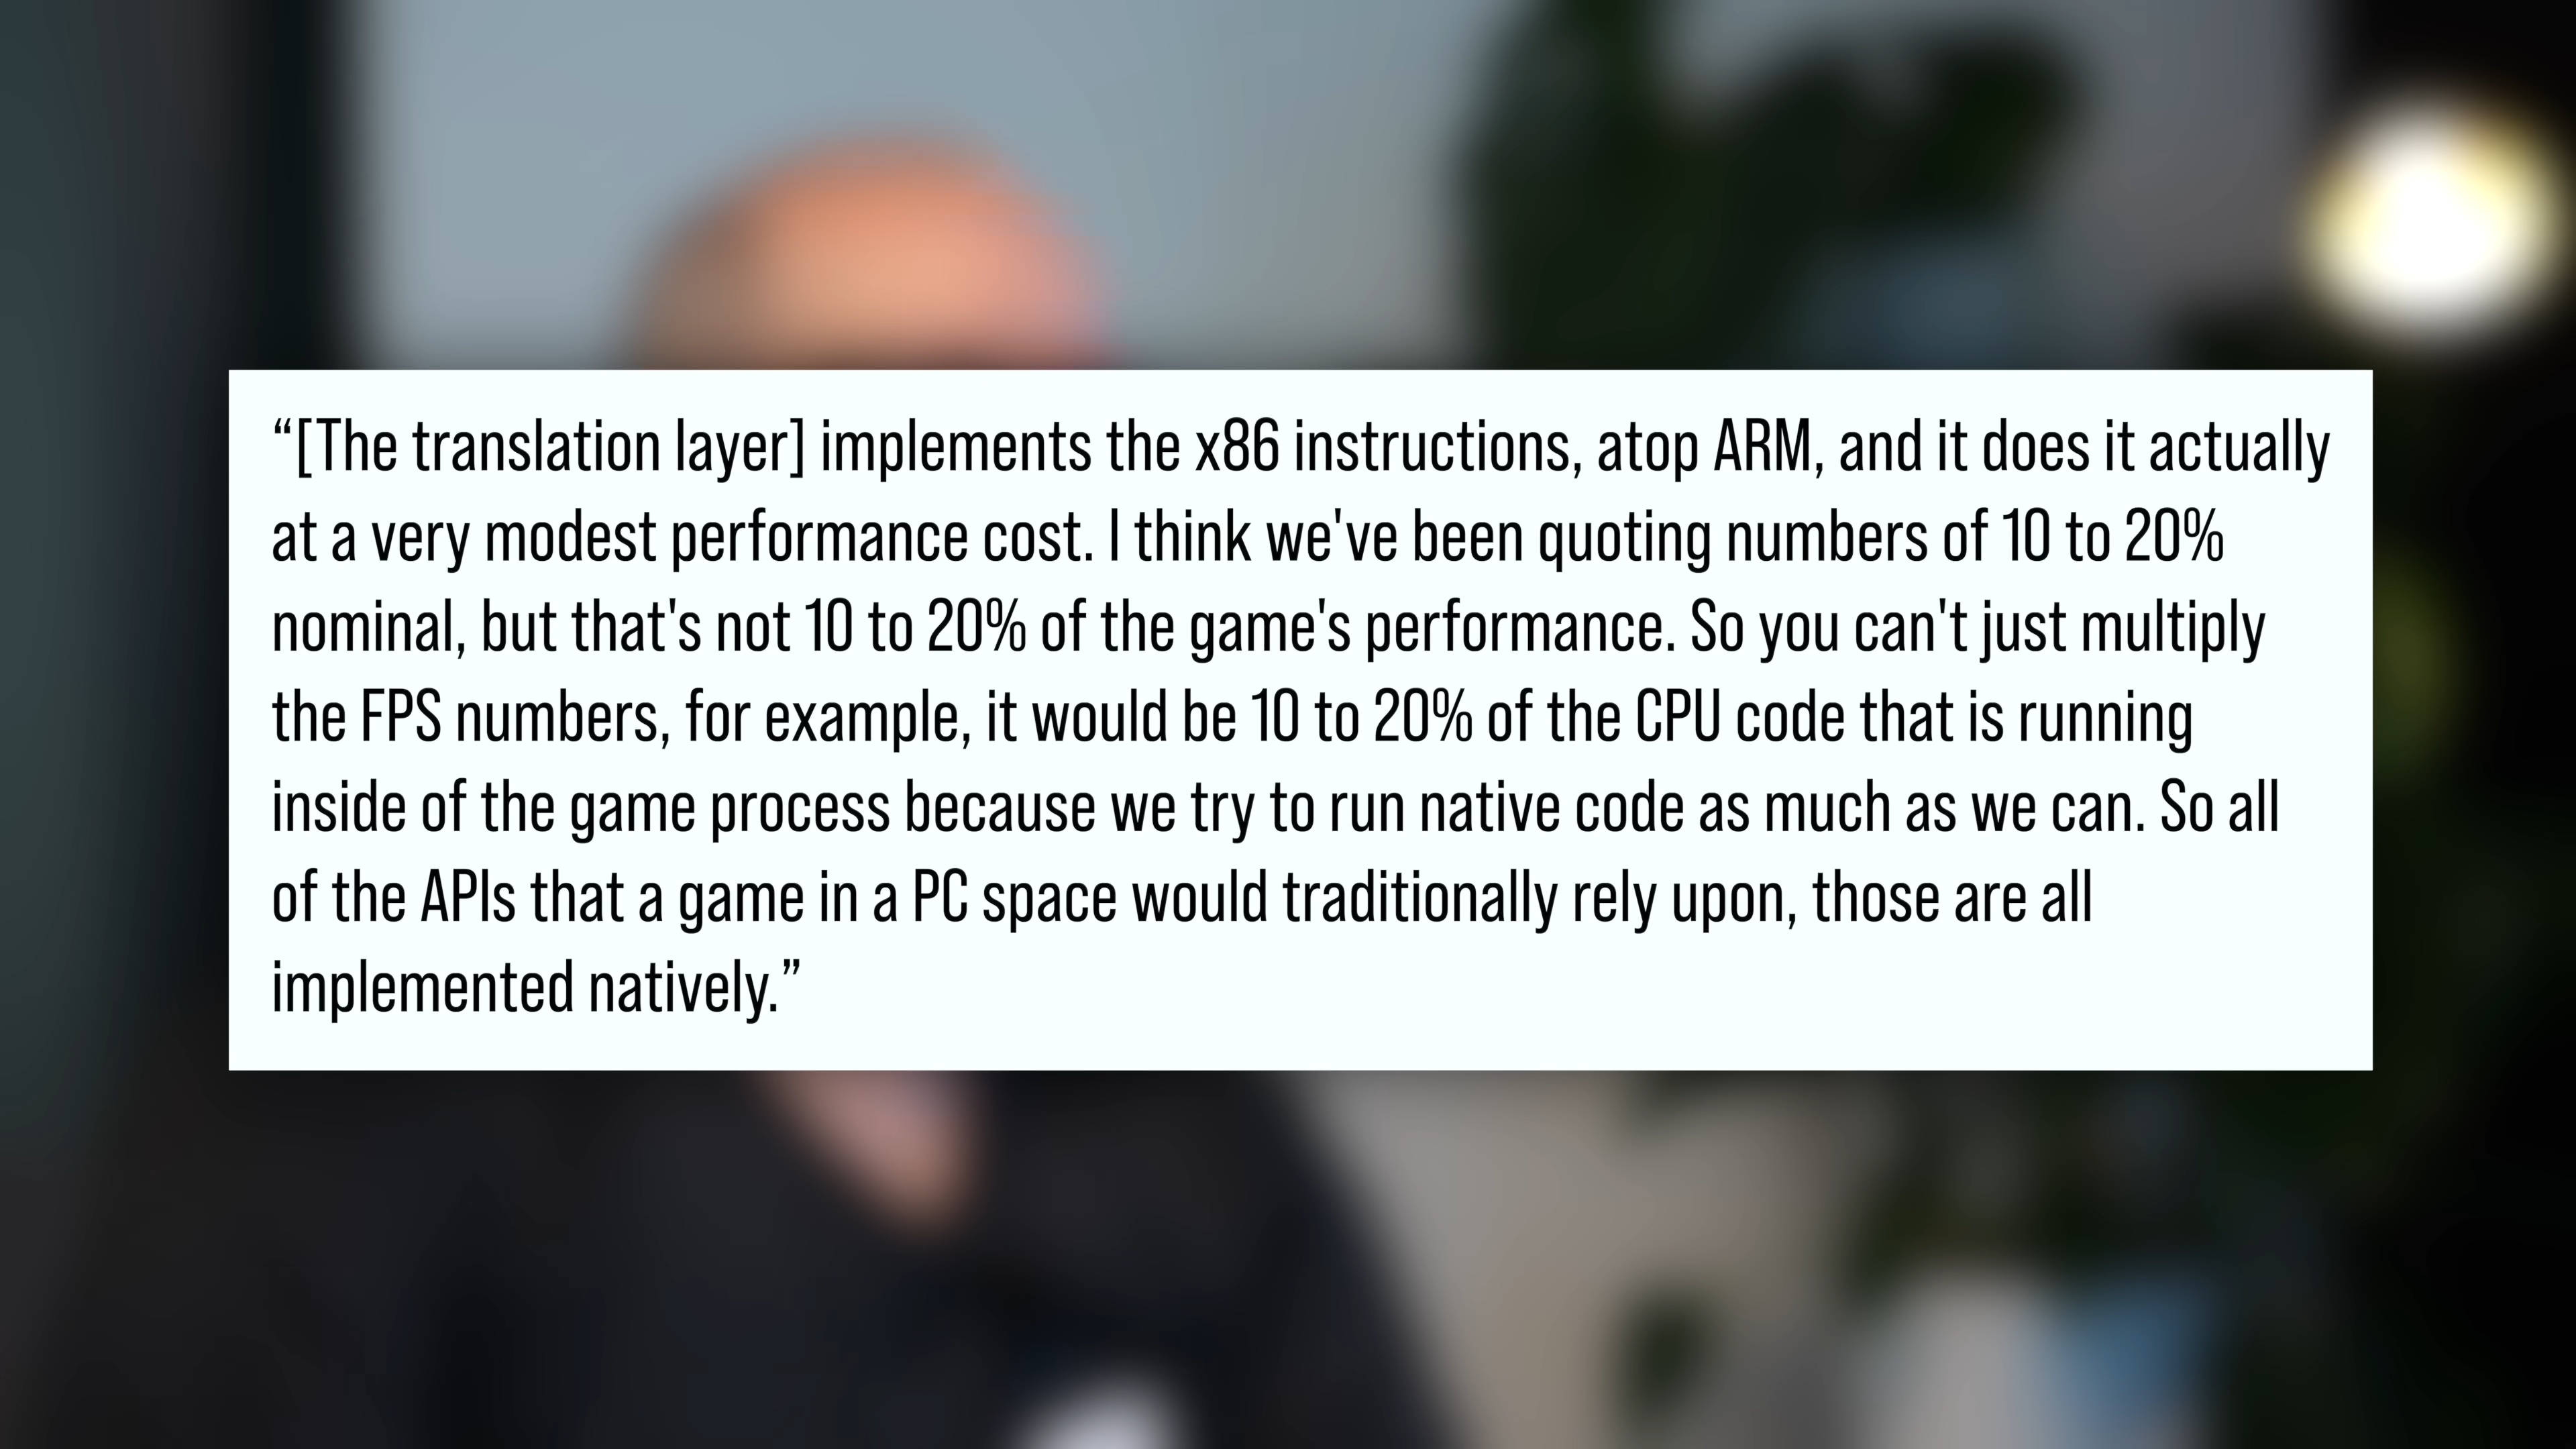 “[The translation layer] implements the x86 instructions, atop ARM, and it does it actually
at a very modest performance cost. I think we've been quoting numbers of 10 to 20%
nominal, but that's not 10 to 20% of the game's performance. So you can't just multiply
the FPS numbers, for example, it would be 10 to 20% of the CPU code that is running
inside of the game process because we try to run native code as much as we can. So all
of the APIs that a game in a PC space would traditionally rely upon, those are all
implemented natively.”